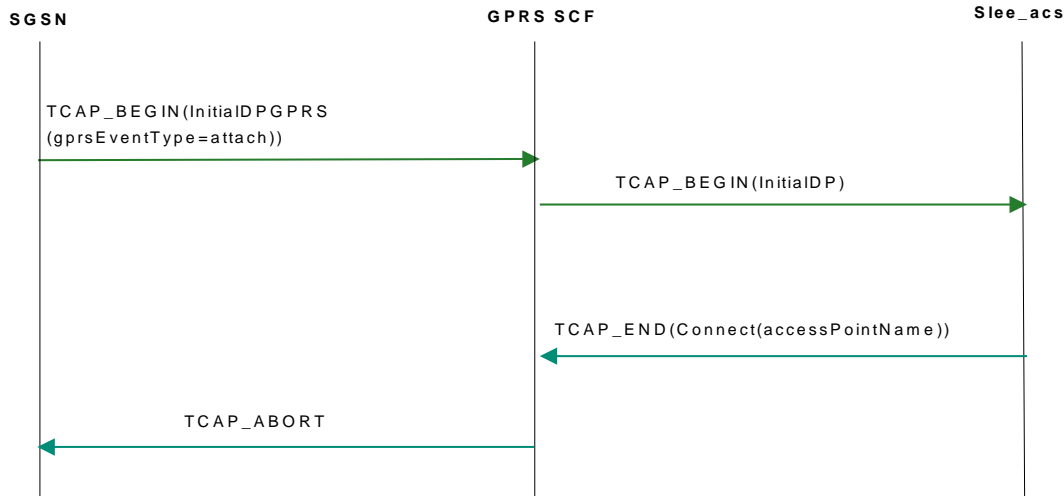 SGSN
GPRS SCF
Slee_acs
TCAP_BEGIN(InitialDPGPRS
(gprsEventType=attach))
TCAP_BEGIN(InitialDP)
TCAP_END(Connect(accessPointName))
TCAP_ABORT